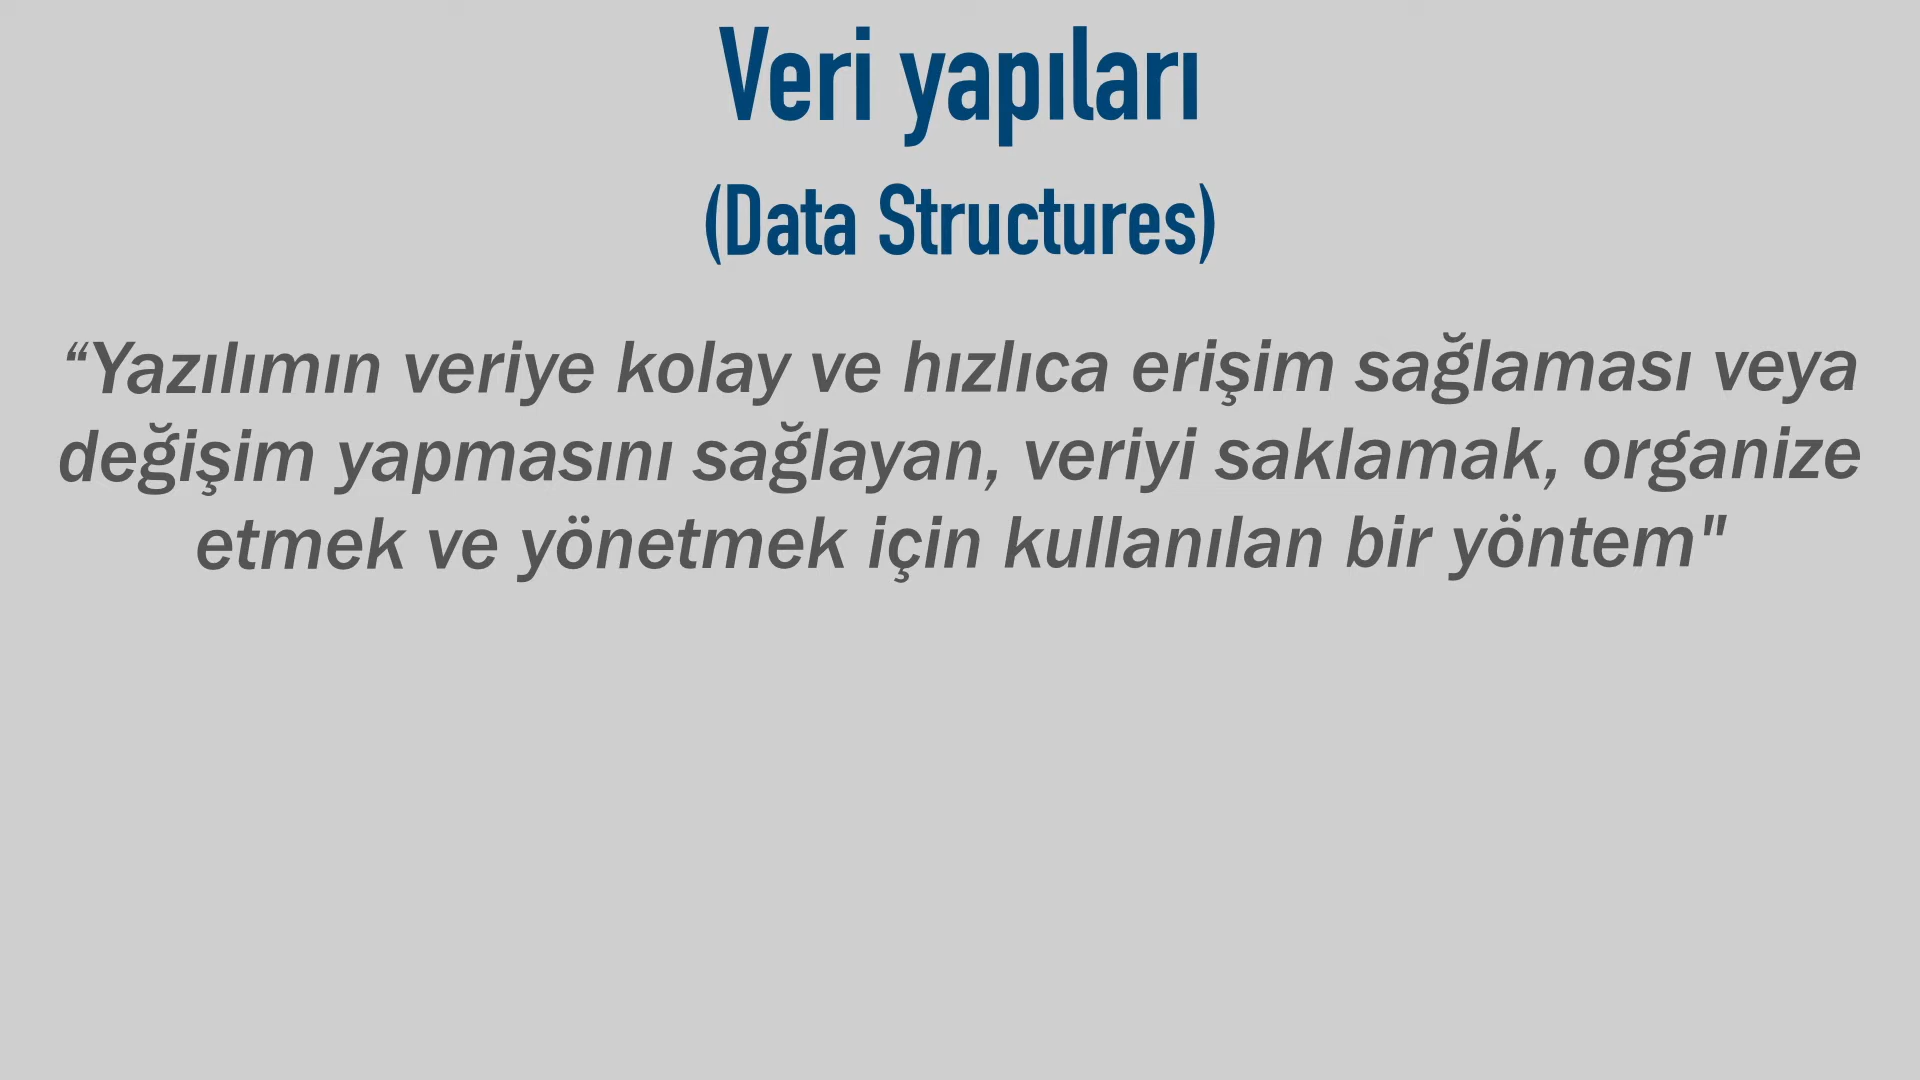 Veri yapıları
(Data Structures)
“Yazılımın veriye kolay ve hızlıca erişim sağlaması veya
değişim yapmasını sağlayan, veriyi saklamak, organize
etmek ve yönetmek için kullanılan bir yöntem"